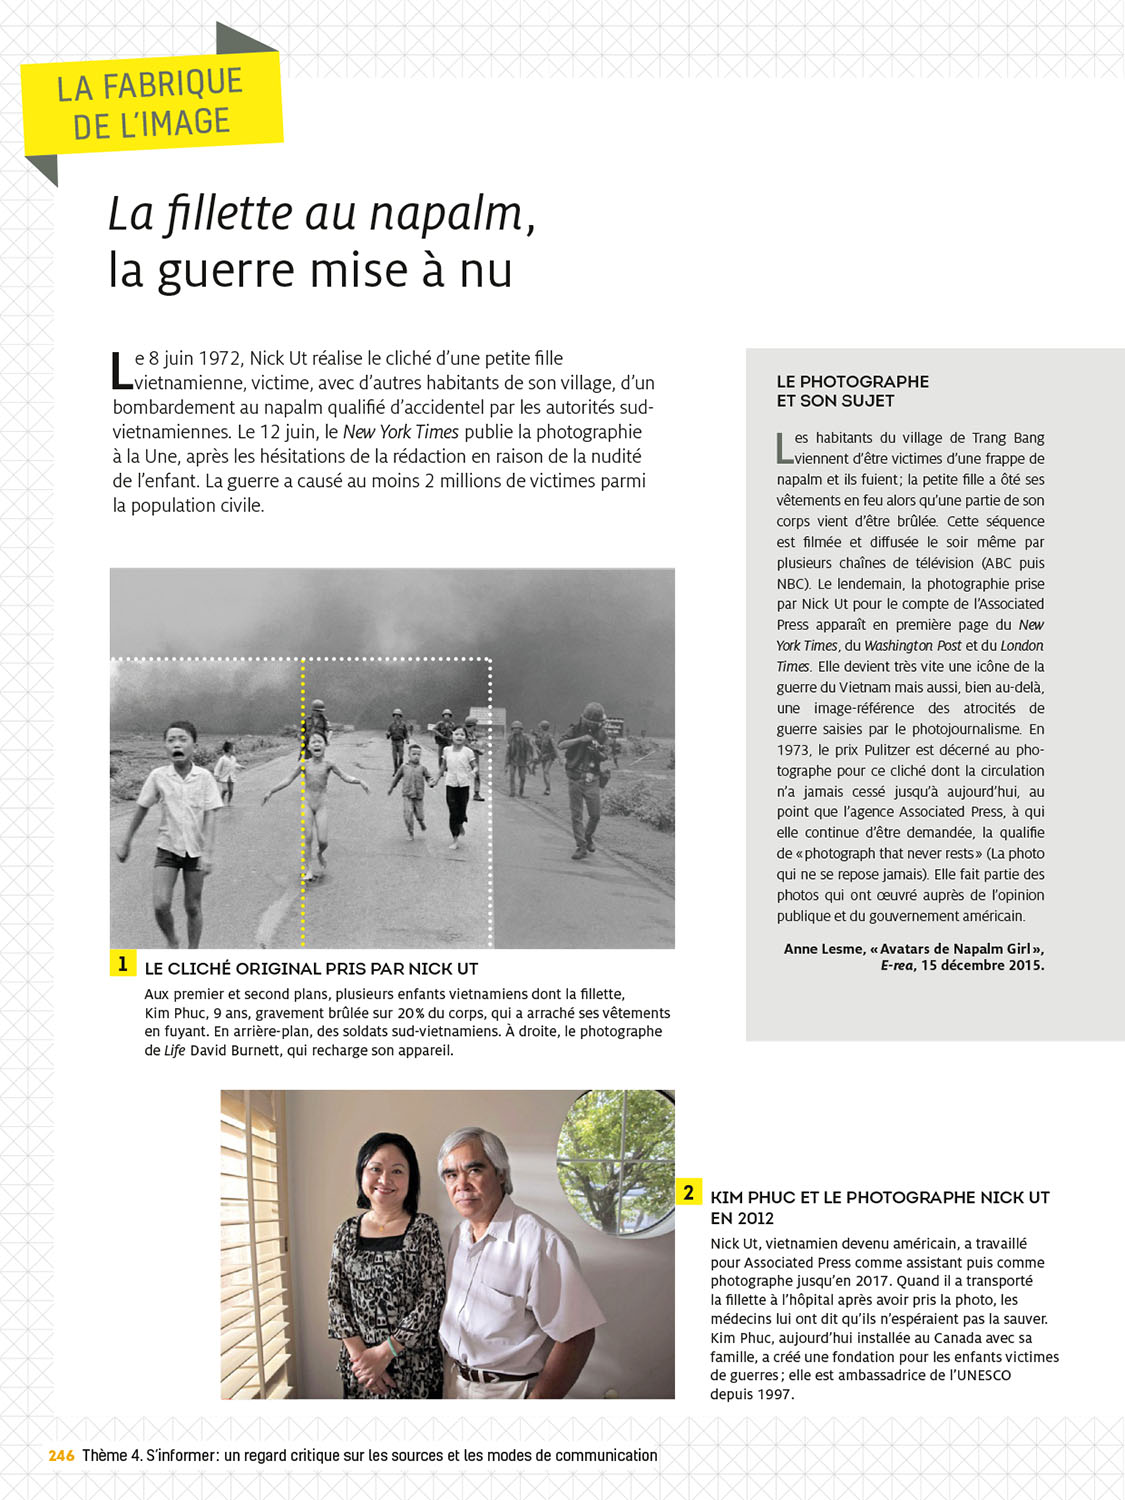 LA FABRIQUE
DE L'IMAGE
La fillette au napalm,
la guerre mise à nu
Le 8 juin 1972, Nick Ut réalise le cliché d'une petite fille
vietnamienne, victime, avec d'autres habitants de son village, d'un
bombardement au napalm qualifié d'accidentel par les autorités sud-
vietnamiennes. Le 12 juin, le New York Times publie la photographie
à la Une, après les hésitations de la rédaction en raison de la nudité
de l'enfant. La guerre a causé au moins 2 millions de victimes parmi
la population civile.
1 LE CLICHÉ ORIGINAL PRIS PAR NICK UT
Aux premier et second plans, plusieurs enfants vietnamiens dont la fillette,
Kim Phuc, 9 ans, gravement brûlée sur 20 % du corps, qui a arraché ses vêtements
en fuyant. En arrière-plan, des soldats sud-vietnamiens. À droite, le photographe
de Life David Burnett, qui recharge son appareil.
LE PHOTOGRAPHE
ET SON SUJET
Les habitants du village de Trang Bang
viennent d'être victimes d'une frappe de
napalm et ils fuient ; la petite fille a ôté ses
vêtements en feu alors qu'une partie de son
corps vient d'être brûlée. Cette séquence
est filmée et diffusée le soir même par
plusieurs chaînes de télévision (ABC puis
NBC). Le lendemain, la photographie prise
par Nick Ut pour le compte de l'Associated
Press apparaît en première page du New
York Times, du Washington Post et du London
Times. Elle devient très vite une icône de la
guerre du Vietnam mais aussi, bien au-delà,
une image-référence des atrocités de
guerre saisies par le photojournalisme. En
1973, le prix Pulitzer est décerné au pho-
tographe pour ce cliché dont la circulation
n'a jamais cessé jusqu'à aujourd'hui, au
point que l'agence Associated Press, à qui
elle continue d'être demandée, la qualifie
de « photograph that never rests » (La photo
qui ne se repose jamais). Elle fait partie des
photos qui ont œuvré auprès de l'opinion
publique et du gouvernement américain.
Anne Lesme, « Avatars de Napalm Girl »,
E-rea, 15 décembre 2015.
2 KIM PHUC ET LE PHOTOGRAPHE NICK UT
EN 2012
Nick Ut, vietnamien devenu américain, a travaillé
pour Associated Press comme assistant puis comme
photographe jusqu'en 2017. Quand il a transporté
la fillette à l'hôpital après avoir pris la photo, les
médecins lui ont dit qu'ils n'espéraient pas la sauver.
Kim Phuc, aujourd'hui installée au Canada avec sa
famille, a créé une fondation pour les enfants victimes
de guerres ; elle est ambassadrice de l'UNESCO
depuis 1997.
246 Thème 4. S'informer : un regard critique sur les sources et les modes de communication